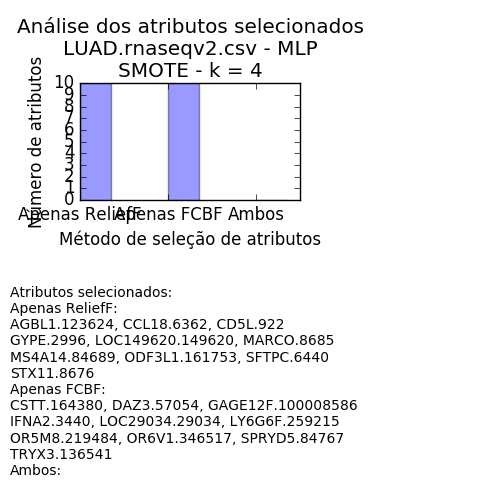 Análise dos atributos selecionados
LUAD.rnaseqv2.csv - MLP
SMOTE - k = 4
10
9
8
7
6
5
4
3
2
1
0
Número de atributos
Apenas ReliefF
Apenas FCBF
Ambos
Método de seleção de atributos
Atributos selecionados:
Apenas ReliefF:
AGBL1.123624, CCL18.6362, CD5L.922
GYPE.2996, LOC149620.149620, MARCO.8685
MS4A14.84689, ODF3L1.161753, SFTPC.6440
STX11.8676
Apenas FCBF:
CSTT.164380, DAZ3.57054, GAGE12F.100008586
IFNA2.3440, LOC29034.29034, LY6G6F.259215
OR5M8.219484, OR6V1.346517, SPRYD5.84767
TRYX3.136541
Ambos: